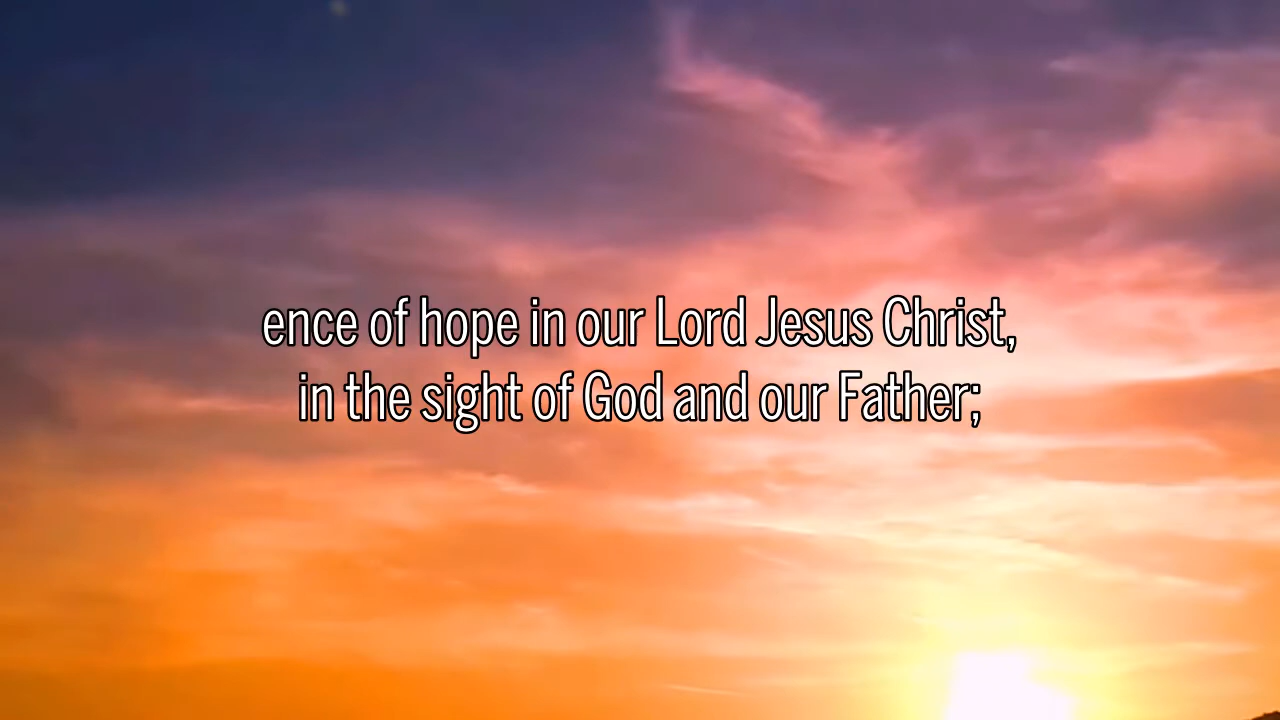 ence of hope in our Lord Jesus Christ,
in the sight of God and our Father;